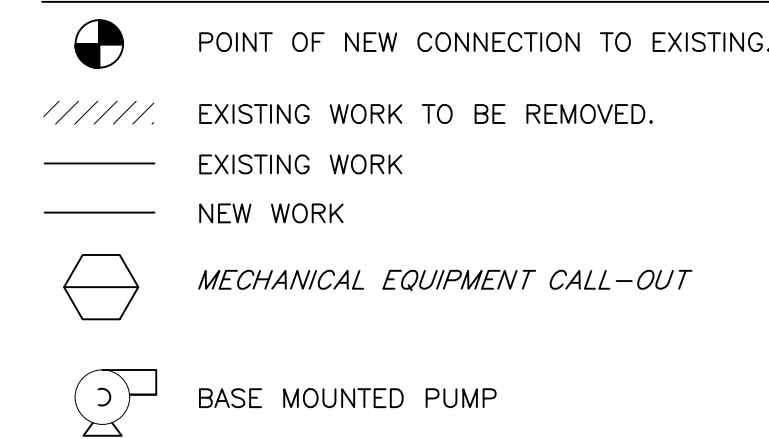 POINT OF NEW CONNECTION TO EXISTING.
EXISTING WORK TO BE REMOVED.
EXISTING WORK
NEW WORK
MECHANICAL EQUIPMENT CALL-OUT
BASE MOUNTED PUMP